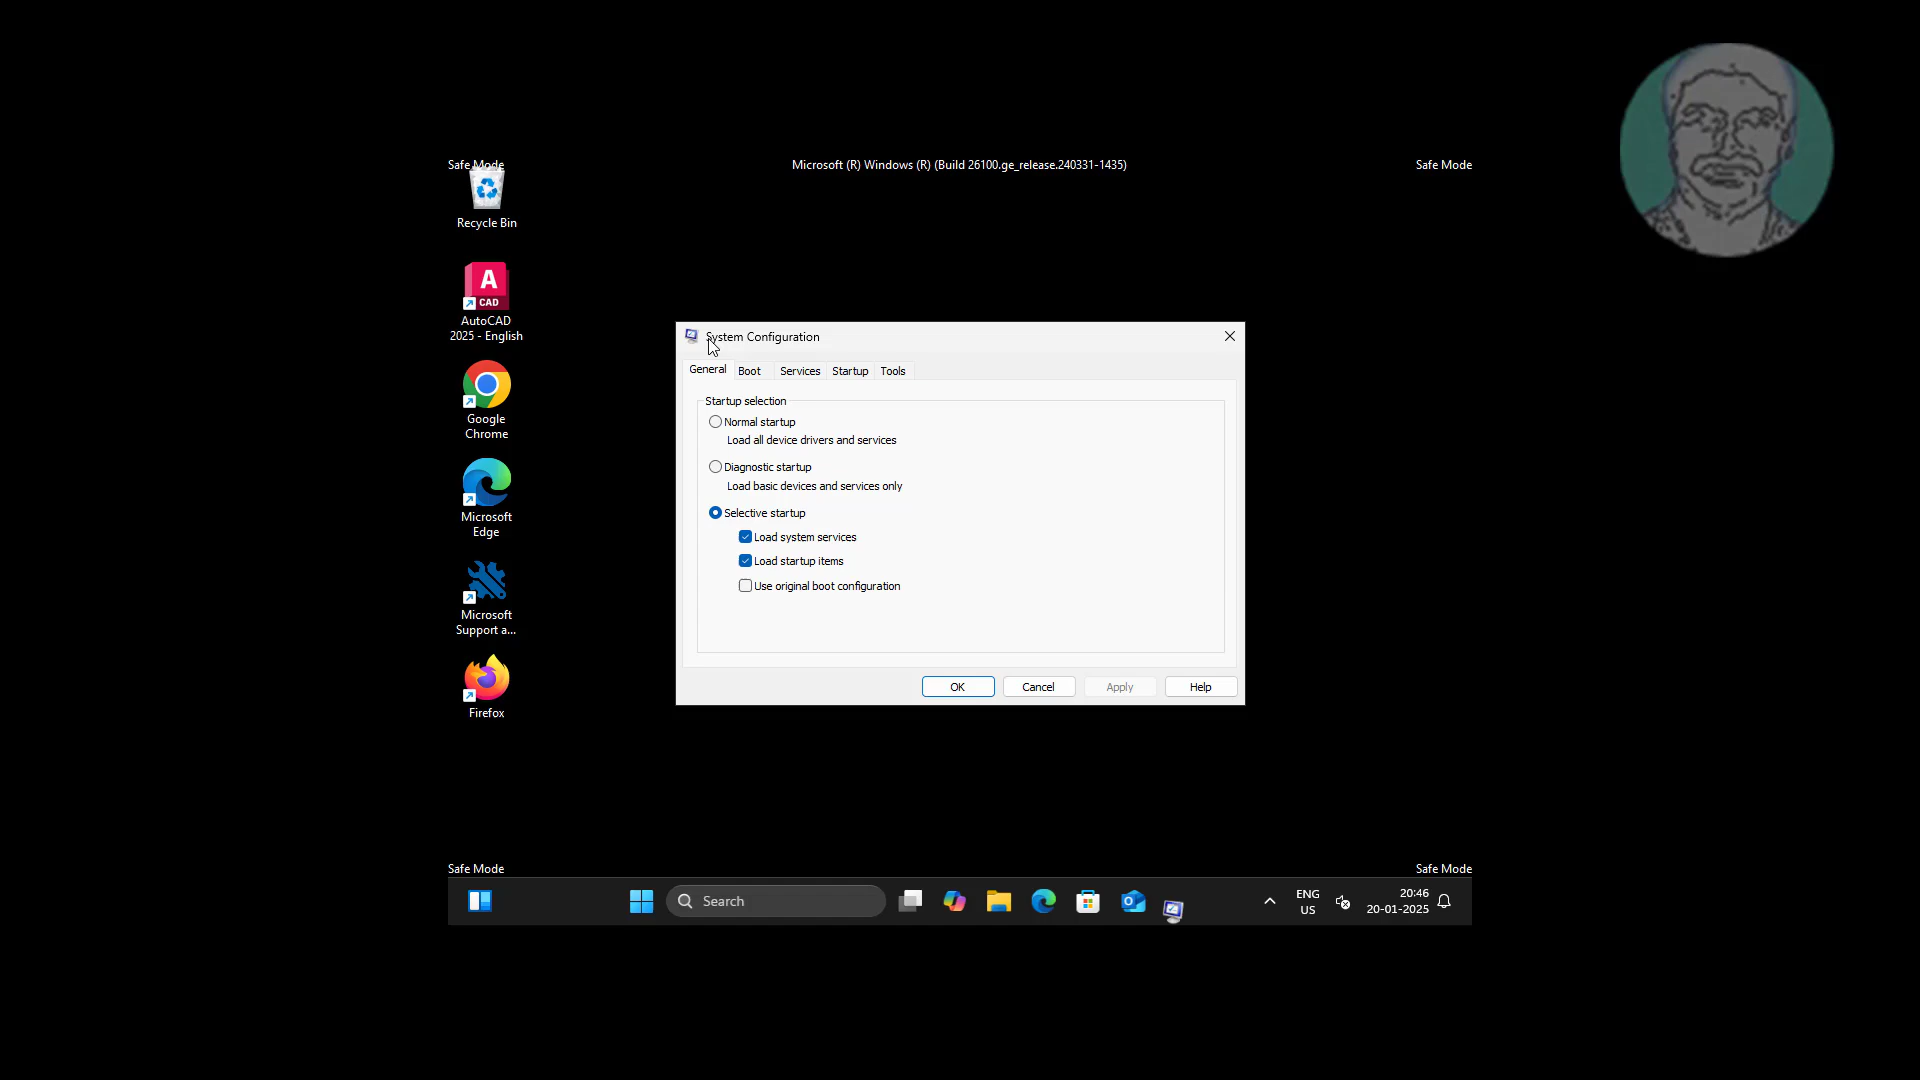 Safe Mode
Microsoft (R) Windows (R) (Build 26100.ge_release.240331-1435)
Safe Mode
Recycle Bin
A
CAD
AutoCAD
2025 - English
Google
Chrome
Microsoft
Edge
Microsoft
Support a...
Firefox
System Configuration
General
Boot
Services
Startup
Tools
Startup selection
Normal startup
Load all device drivers and services
Diagnostic startup
Load basic devices and services only
Selective startup
Load system services
Load startup items
Use original boot configuration
OK
Cancel
Apply
Help
Safe Mode
Safe Mode
Search
ENG
US
20:46
20-01-2025